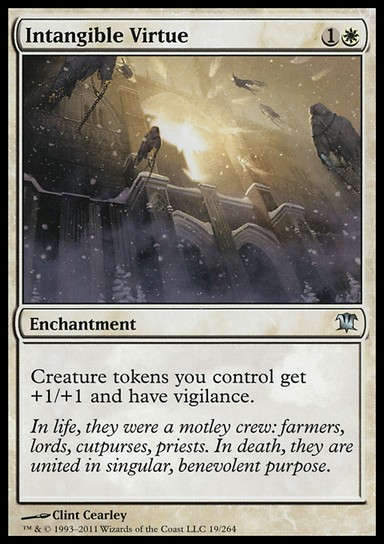 Intangible Virtue 1
Enchantment
Creature tokens you control get
+1/+1 and have vigilance.
In life, they were a motley crew: farmers,
lords, cutpurses, priests. In death, they are
united in singular, benevolent purpose.
Clint Cearley
™ & © 1993–2011 Wizards of the Coast LLC 19/264